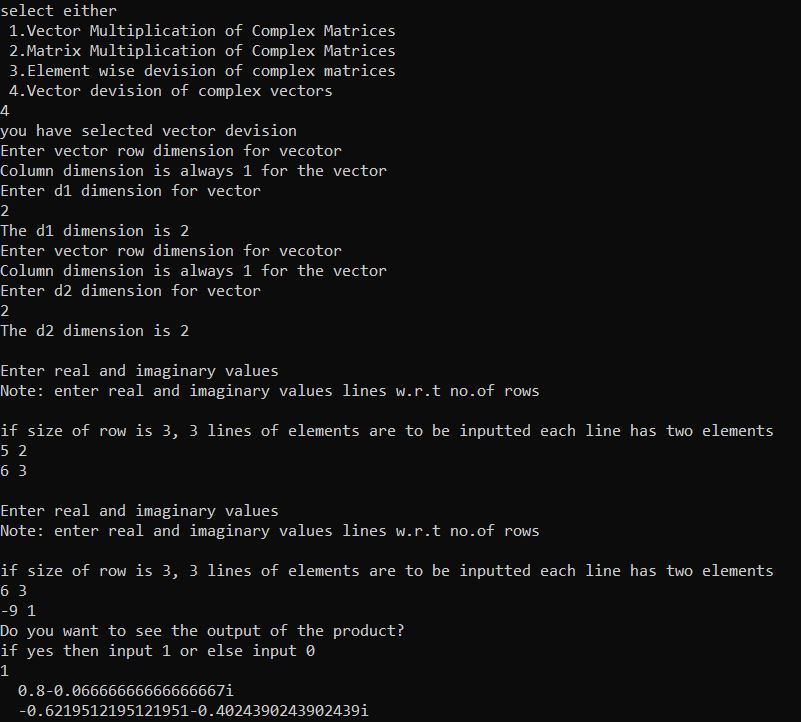 select either
 1.Vector Multiplication of Complex Matrices
 2.Matrix Multiplication of Complex Matrices
 3.Element wise devision of complex matrices
 4.Vector devision of complex vectors
4
you have selected vector devision
Enter vector row dimension for vecotor
Column dimension is always 1 for the vector
Enter d1 dimension for vector
2
The d1 dimension is 2
Enter vector row dimension for vecotor
Column dimension is always 1 for the vector
Enter d2 dimension for vector
2
The d2 dimension is 2

Enter real and imaginary values
Note: enter real and imaginary values lines w.r.t no.of rows

if size of row is 3, 3 lines of elements are to be inputted each line has two elements
5 2
6 3

Enter real and imaginary values
Note: enter real and imaginary values lines w.r.t no.of rows

if size of row is 3, 3 lines of elements are to be inputted each line has two elements
6 3
-9 1
Do you want to see the output of the product?
if yes then input 1 or else input 0
1
  0.8-0.06666666666666667i
  -0.6219512195121951-0.4024390243902439i